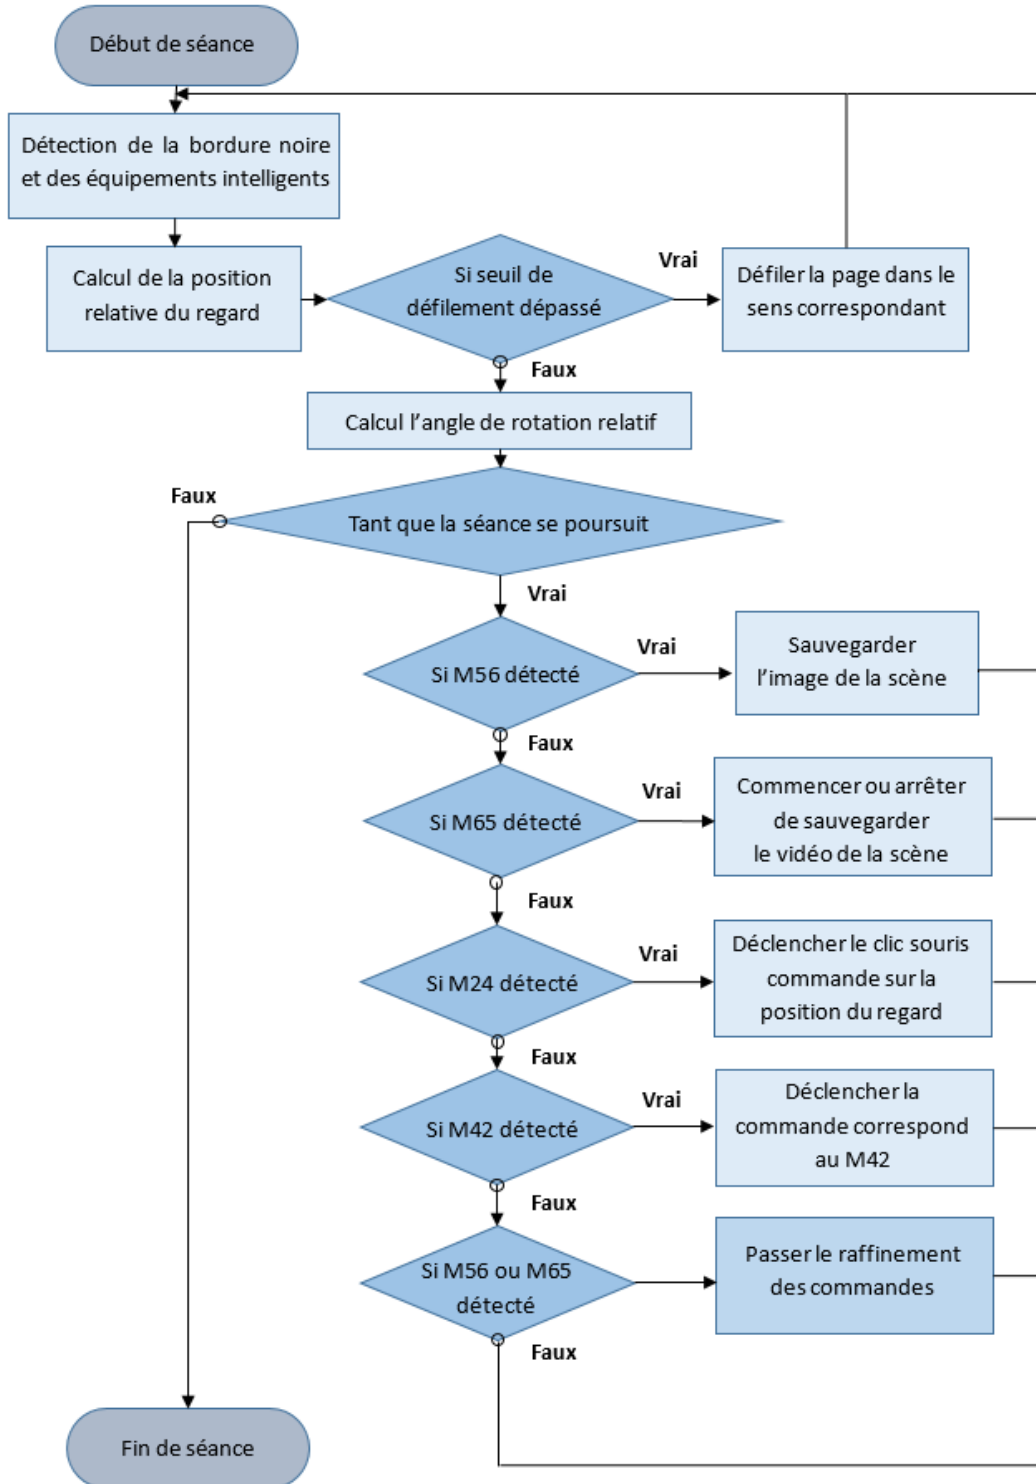 Début de séance
Détection de la bordure noire
et des équipements intelligents
Calcul de la position
relative du regard
Si seuil de
défilement dépassé
Vrai
Défiler la page dans le
sens correspondant
Faux
Calcul l'angle de rotation relatif
Faux
Tant que la séance se poursuit
Vrai
Si M56 détecté
Vrai
Sauvegarder
l'image de la scène
Faux
Si M65 détecté
Vrai
Commencer ou arrêter
de sauvegarder
le vidéo de la scène
Faux
Si M24 détecté
Vrai
Déclencher le clic souris
commande sur la
position du regard
Faux
Si M42 détecté
Vrai
Déclencher la
commande correspond
au M42
Faux
Si M56 ou M65
détecté
Passer le raffinement
des commandes
Faux
Fin de séance